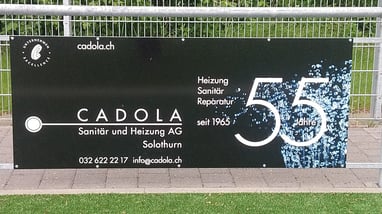 cadola.ch
CADOLA
Sanitär und Heizung AG
Solothurn
032 622 22 17 info@cadola.ch
Heizung
Sanitär
Reparatur
seit 1965
55
Jahre